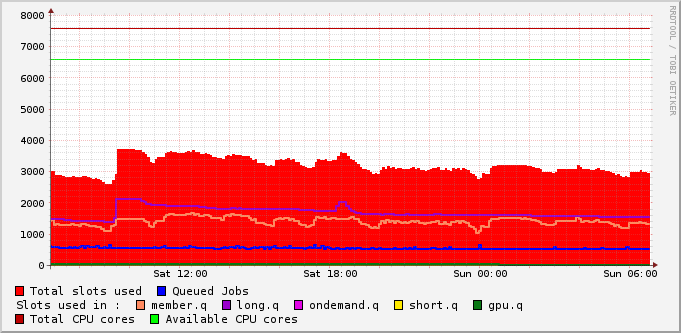 8000
7000
6000
5000
4000
3000
2000
1000
0
Sat 12:00 Sat 18:00 Sun 00:00 Sun 06:00
RRDTOOL / TOBI OETIKER
Total slots used Queued Jobs
Slots used in : member.q long.q ondemand.q short.q gpu.q
Total CPU cores Available CPU cores